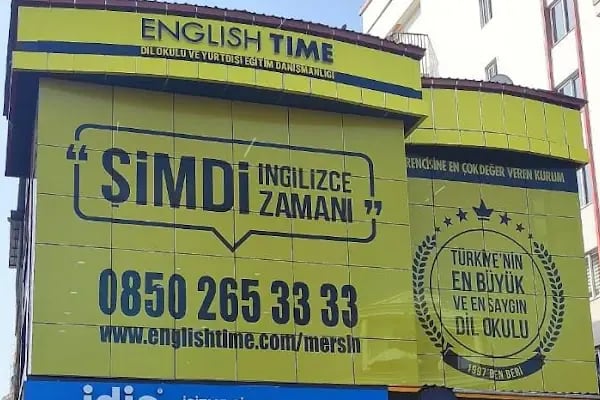 ENGLISH TIME
DİL OKULU VE YURTDIŞI EĞİTİM DANIŞMANLIĞI
RENCİSİNE EN ÇOK DEĞER VEREN KURUM
“ŞİMDİ İNGİLİZCE
ZAMANI”
0850 265 33 33
www.englishtime.com/mersin
TÜRKİYE'NİN
EN BÜYÜK
VE EN SAYGIN
DİL OKULU
1997'DEN BERİ
idis